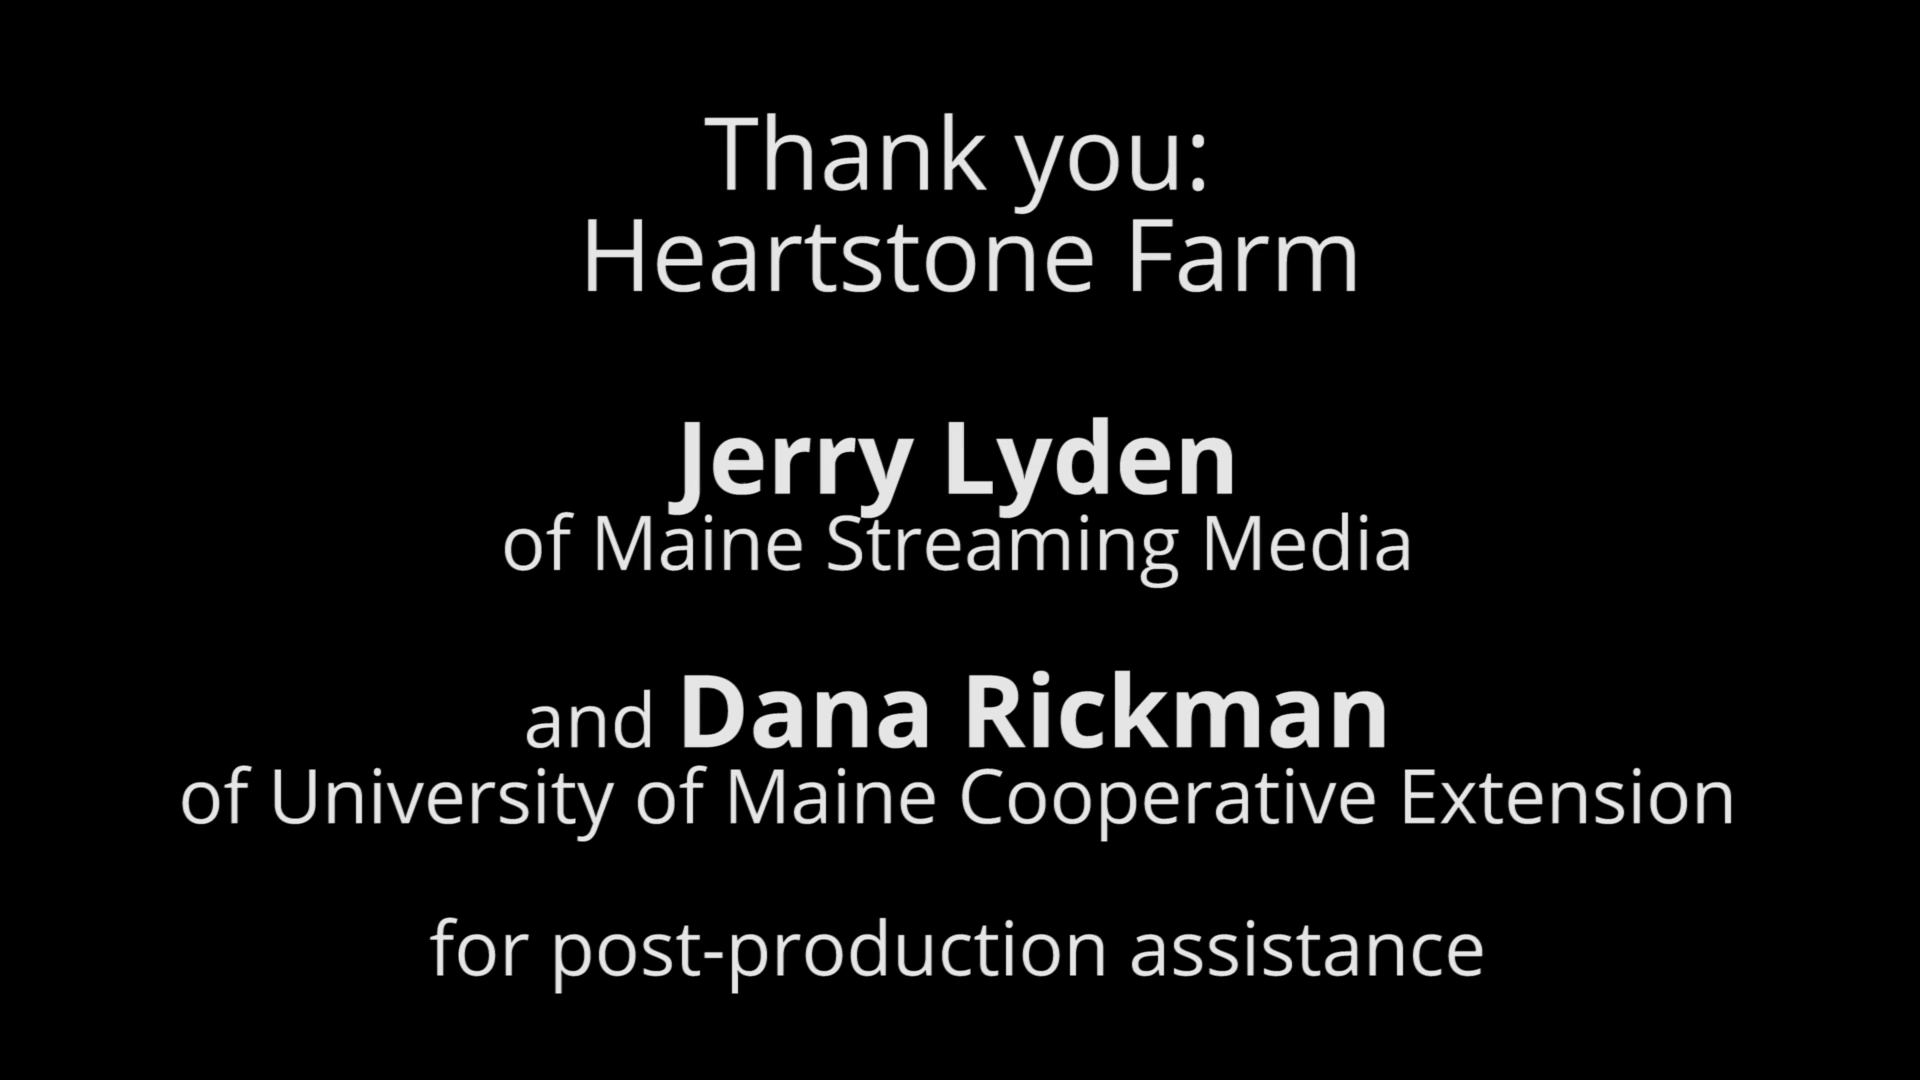 Thank you:
Heartstone Farm
Jerry Lyden
of Maine Streaming Media
and Dana Rickman
of University of Maine Cooperative Extension
for post-production assistance